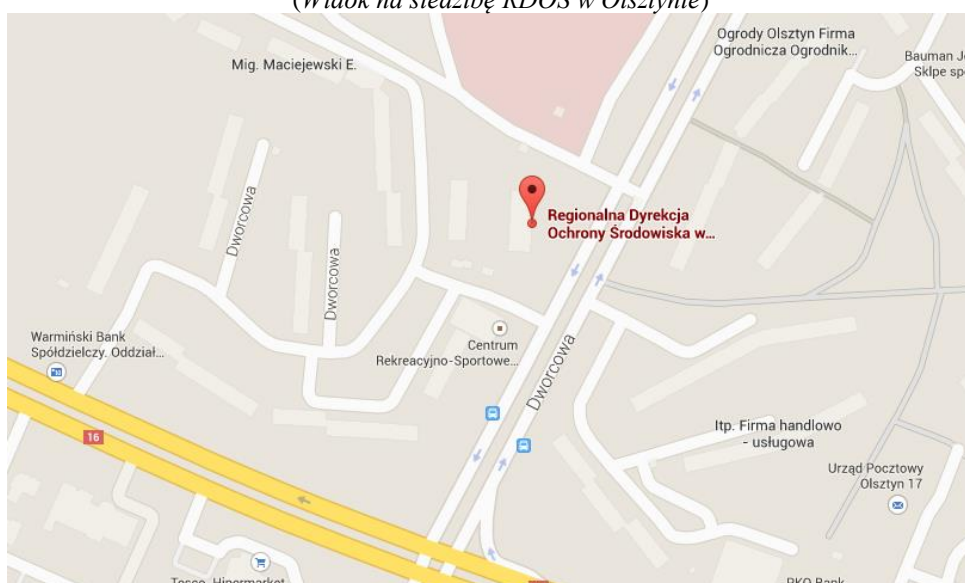 (Widok na siedzibę RDOŚ w Olsztynie)
Ogrody Olsztyn Firma
Ogrodnicza Ogrodnik...
Mig. Maciejewski E.
Bauman J
Sklpe sp
Regionalna Dyrekcja
Ochrony Środowiska w...
Dworcowa
Dworcowa
Warmiński Bank
Spółdzielczy. Oddział...
Centrum
Rekreacyjno-Sportowe...
Dworcowa
16
Itp. Firma handlowo
- usługowa
Urząd Pocztowy
Olsztyn 17
Tesco. Hipermarket
PKO Bank